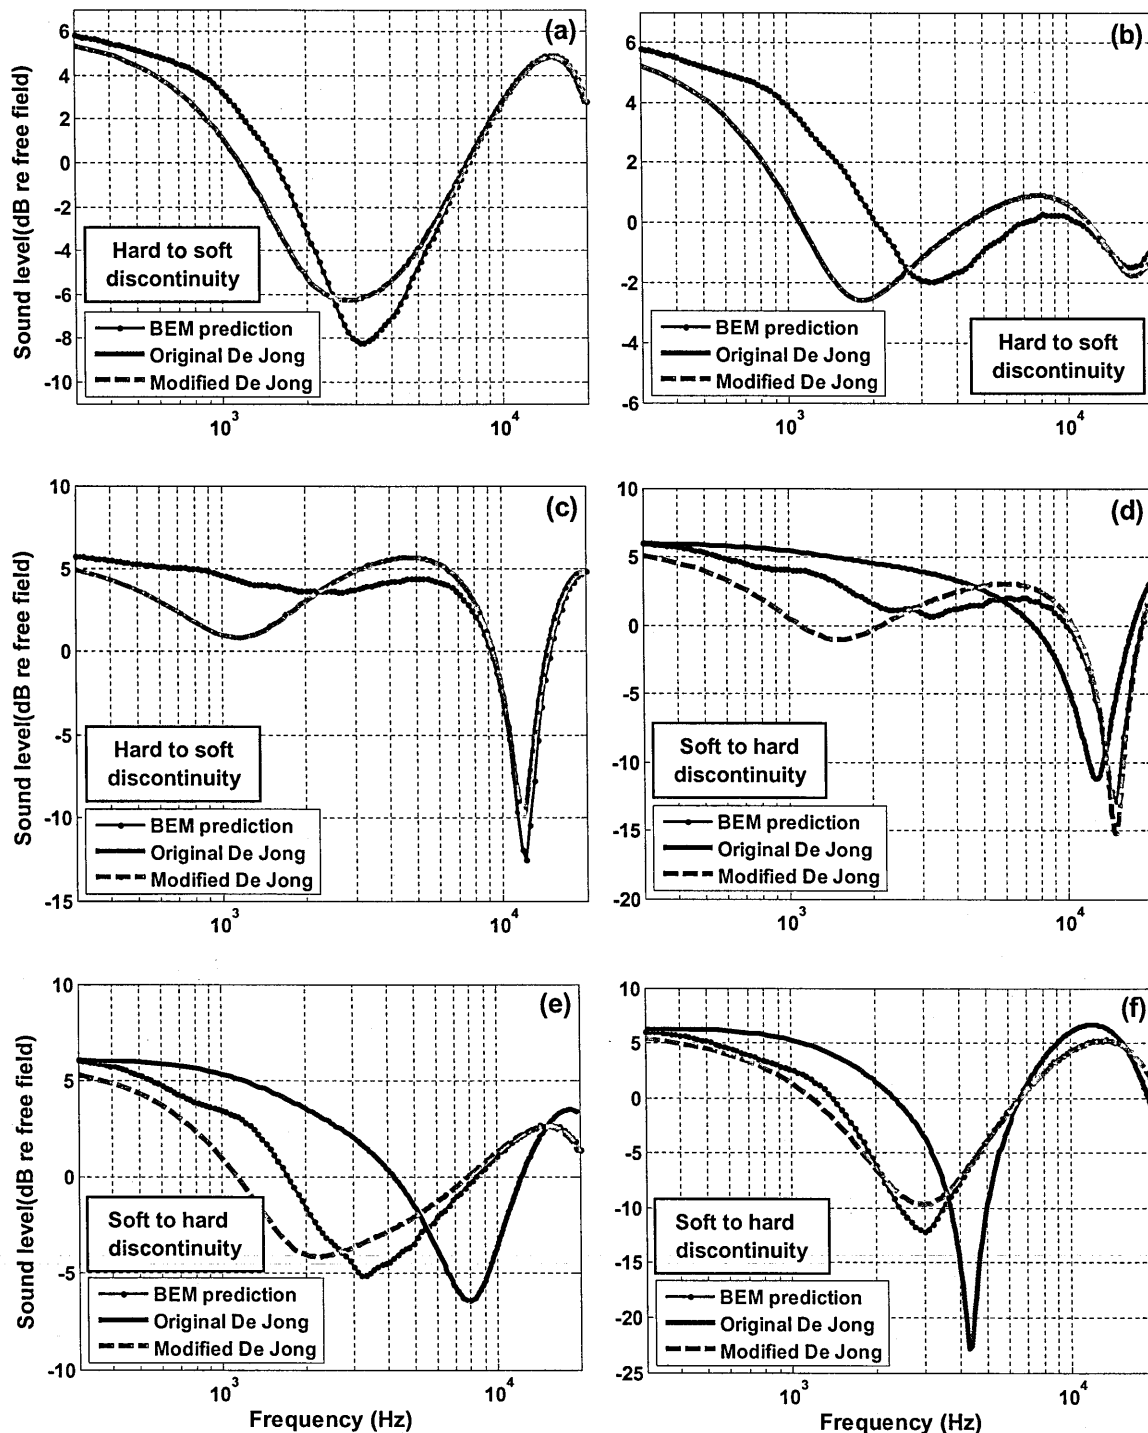 (a)
6
4
2
0
-2
-4
-6
-8
-10
Sound level(dB re free field)
Hard to soft
discontinuity
BEM prediction
Original De Jong
Modified De Jong
10^3
10^4
(b)
6
4
2
0
-2
-4
-6
BEM prediction
Original De Jong
Modified De Jong
Hard to soft
discontinuity
10^3
10^4
(c)
10
5
0
-5
-10
-15
Sound level(dB re free field)
Hard to soft
discontinuity
BEM prediction
Original De Jong
Modified De Jong
10^3
10^4
(d)
10
5
0
-5
-10
-15
-20
Soft to hard
discontinuity
BEM prediction
Original De Jong
Modified De Jong
10^3
10^4
(e)
10
5
0
-5
-10
Sound level(dB re free field)
Soft to hard
discontinuity
BEM prediction
Original De Jong
Modified De Jong
10^3
10^4
Frequency (Hz)
(f)
10
5
0
-5
-10
-15
-20
-25
Soft to hard
discontinuity
BEM prediction
Original De Jong
Modified De Jong
10^3
10^4
Frequency (Hz)